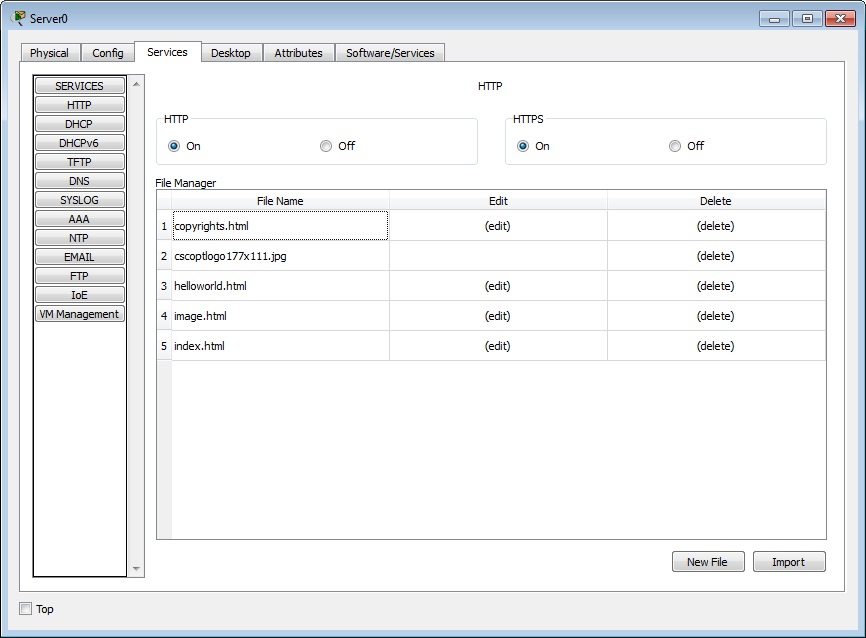 Server0
Physical Config Services Desktop Attributes Software/Services
SERVICES
HTTP
DHCP
DHCPv6
TFTP
DNS
SYSLOG
AAA
NTP
EMAIL
FTP
IoE
VM Management
HTTP
HTTP
On Off
HTTPS
On Off
File Manager
File Name Edit Delete
1 copyrights.html (edit) (delete)
2 cscoptlogo177x111.jpg (delete)
3 helloworld.html (edit) (delete)
4 image.html (edit) (delete)
5 index.html (edit) (delete)
New File Import
Top